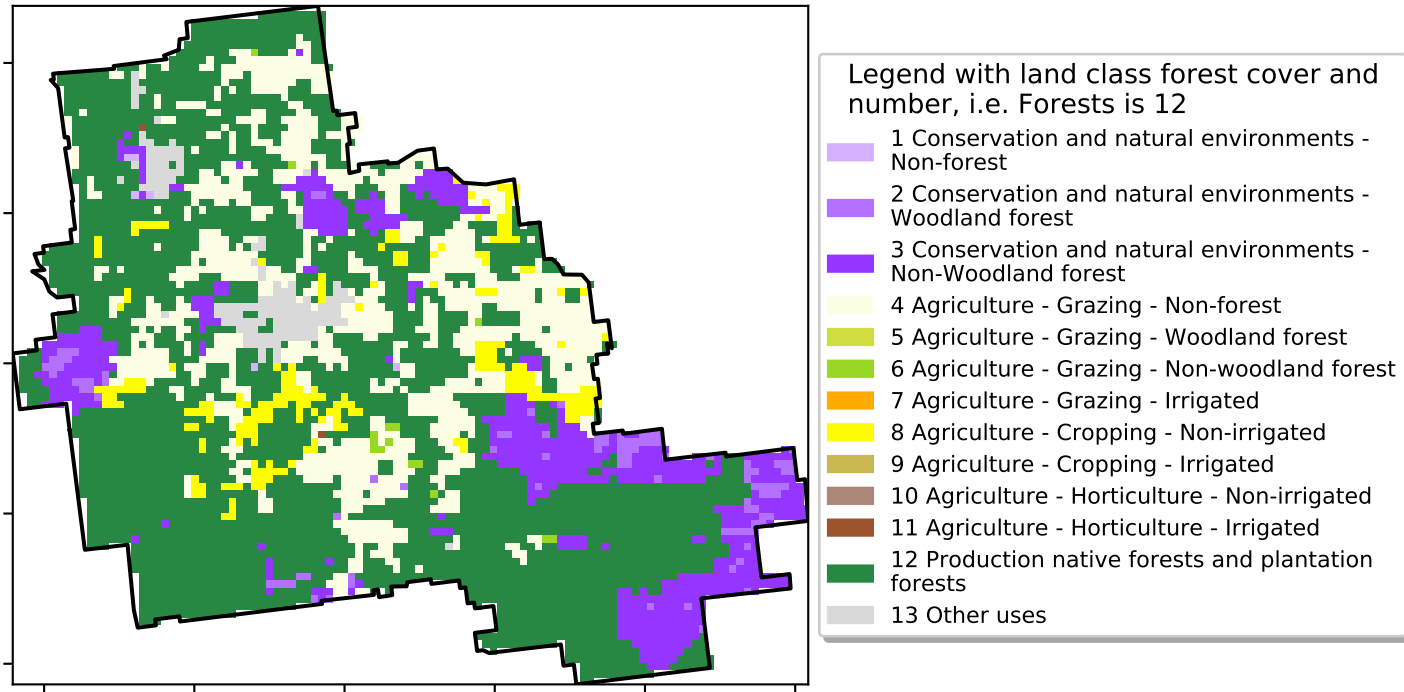 Legend with land class forest cover and
number, i.e. Forests is 12
1 Conservation and natural environments -
Non-forest
2 Conservation and natural environments -
Woodland forest
3 Conservation and natural environments -
Non-Woodland forest
4 Agriculture - Grazing - Non-forest
5 Agriculture - Grazing - Woodland forest
6 Agriculture - Grazing - Non-woodland forest
7 Agriculture - Grazing - Irrigated
8 Agriculture - Cropping - Non-irrigated
9 Agriculture - Cropping - Irrigated
10 Agriculture - Horticulture - Non-irrigated
11 Agriculture - Horticulture - Irrigated
12 Production native forests and plantation
forests
13 Other uses